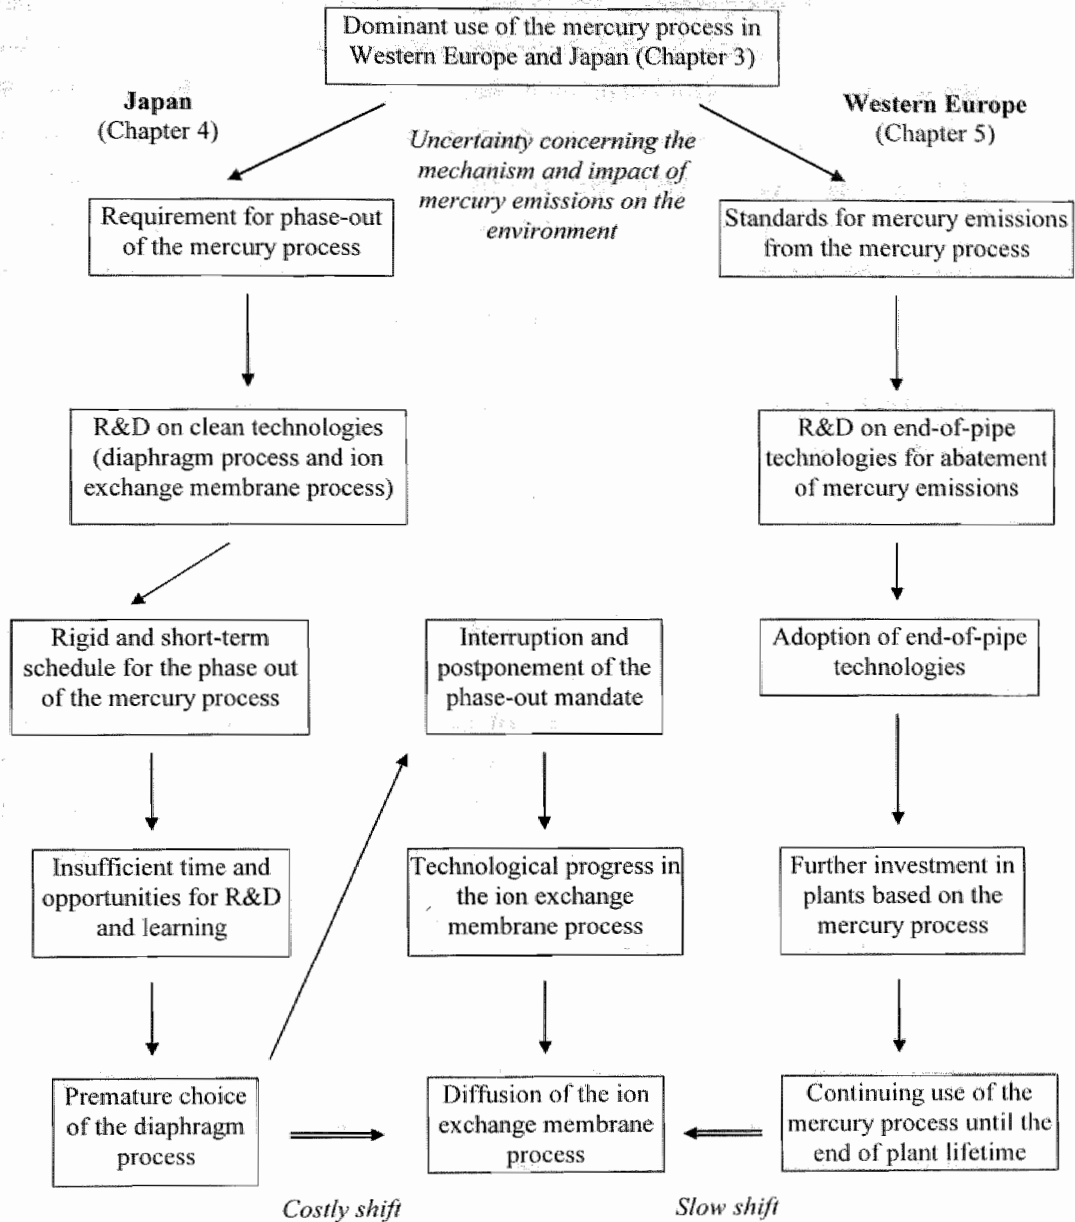 Dominant use of the mercury process in
Western Europe and Japan (Chapter 3)
Japan
(Chapter 4)
Uncertainty concerning the
mechanism and impact of
mercury emissions on the
environment
Western Europe
(Chapter 5)
Requirement for phase-out
of the mercury process
Standards for mercury emissions
from the mercury process
R&D on clean technologies
(diaphragm process and ion
exchange membrane process)
R&D on end-of-pipe
technologies for abatement
of mercury emissions
Rigid and short-term
schedule for the phase out
of the mercury process
Interruption and
postponement of the
phase-out mandate
Adoption of end-of-pipe
technologies
Insufficient time and
opportunities for R&D
and learning
Technological progress in
the ion exchange
membrane process
Further investment in
plants based on the
mercury process
Premature choice
of the diaphragm
process
Diffusion of the ion
exchange membrane
process
Continuing use of the
mercury process until the
end of plant lifetime
Costly shift
Slow shift